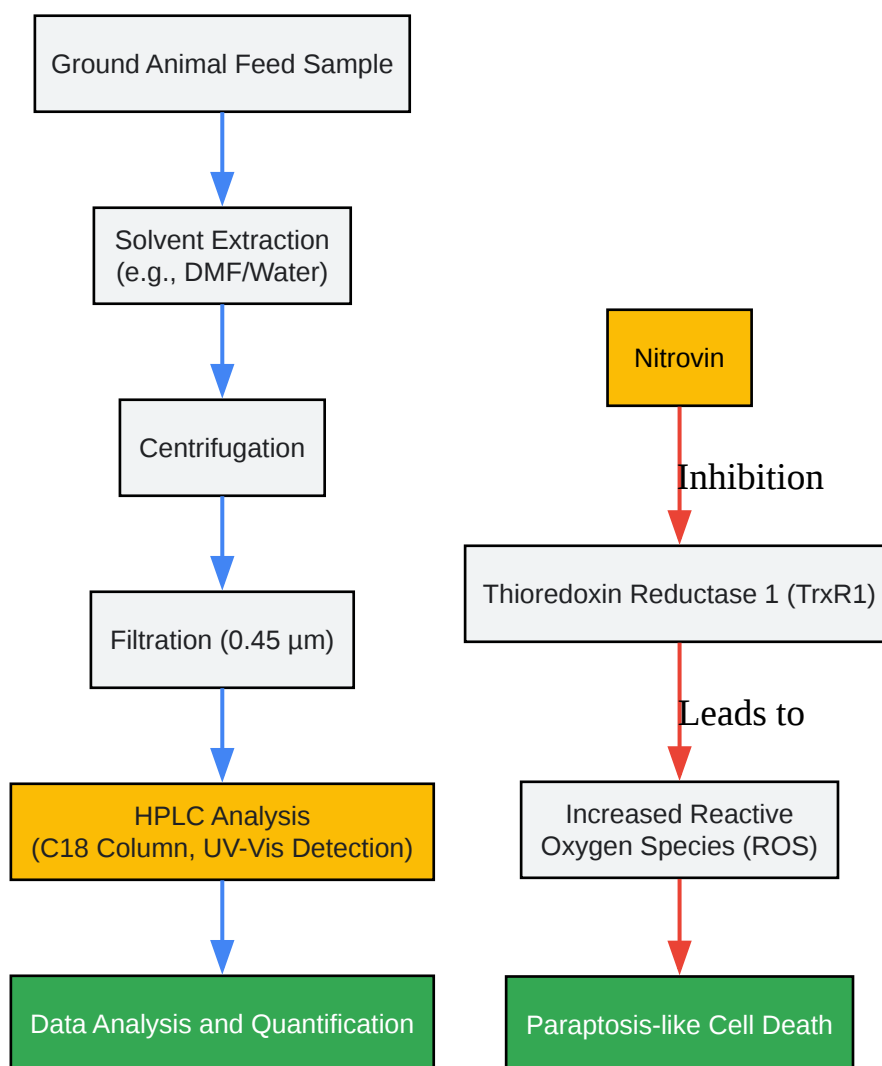 Ground Animal Feed Sample
Solvent Extraction
(e.g., DMF/Water)
Centrifugation
Filtration (0.45 µm)
HPLC Analysis
(C18 Column, UV-Vis Detection)
Data Analysis and Quantification
Nitrovin
Inhibition
Thioredoxin Reductase 1 (TrxR1)
Leads to
Increased Reactive
Oxygen Species (ROS)
Paraptosis-like Cell Death